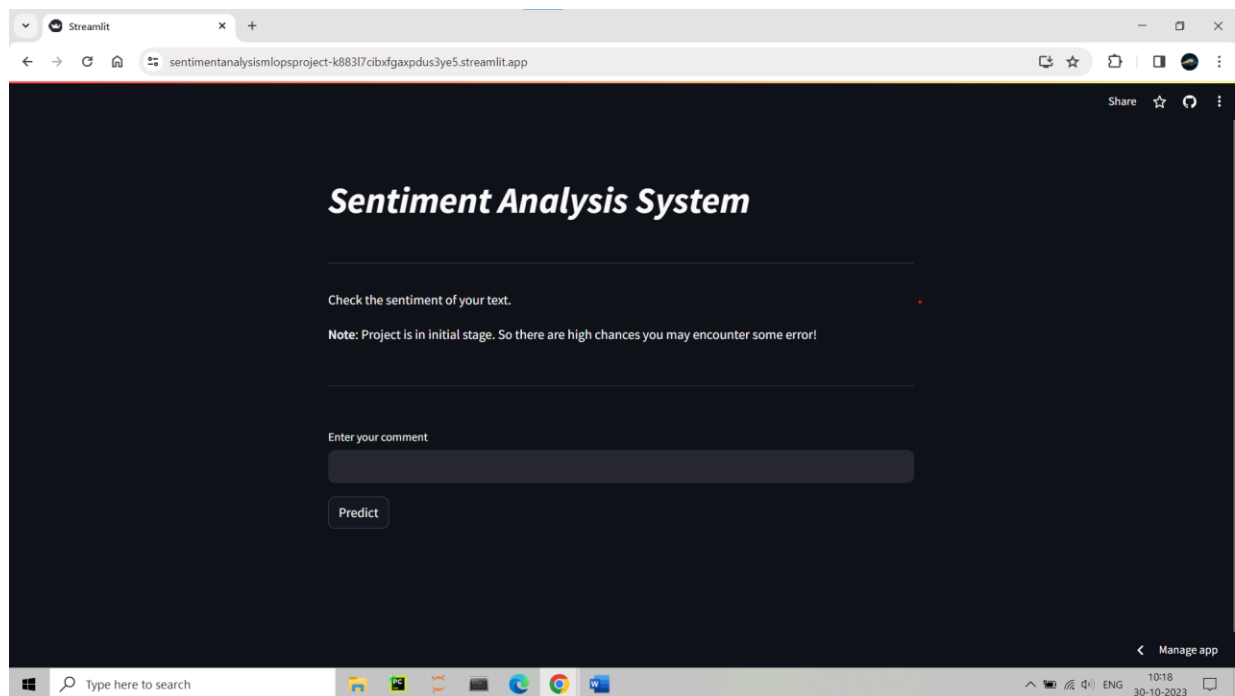 Streamlit
sentimentanalysismlopsproject-k883l7cibxfgaxpdus3ye5.streamlit.app
Share
Sentiment Analysis System
Check the sentiment of your text.
Note: Project is in initial stage. So there are high chances you may encounter some error!
Enter your comment
Predict
Manage app
Type here to search
PC
W
ENG
10:18
30-10-2023